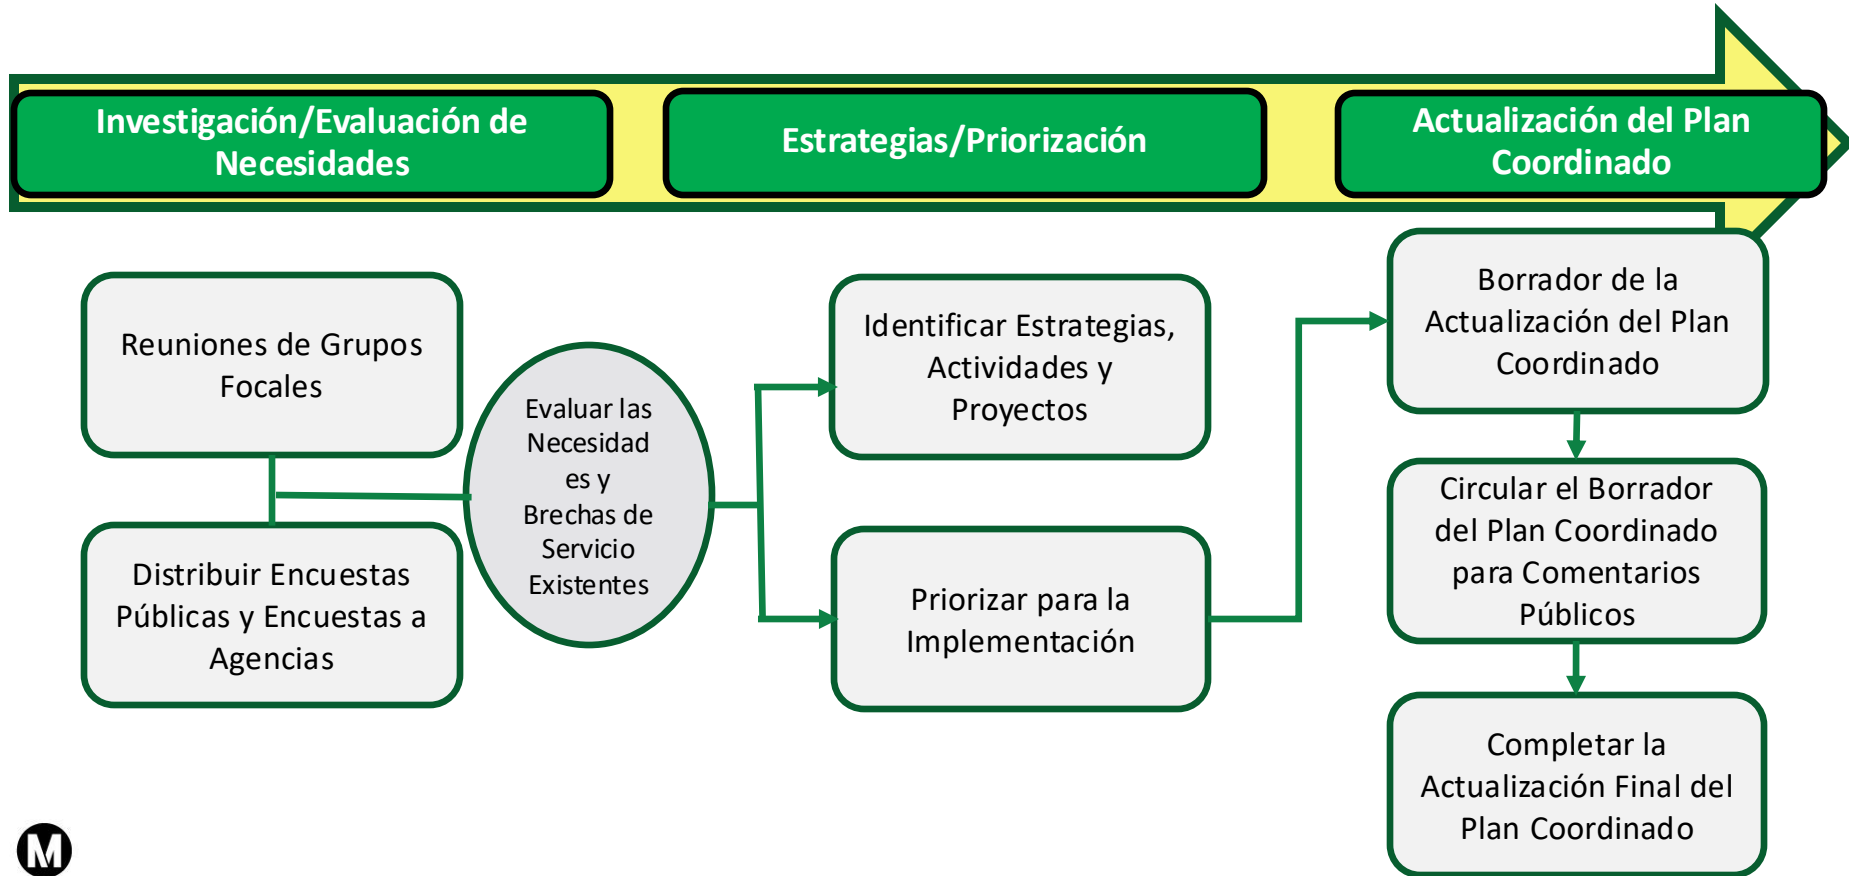 Investigación/Evaluación de
Necesidades
Estrategias/Priorización
Actualización del Plan
Coordinado
Reuniones de Grupos
Focales
Distribuir Encuestas
Públicas y Encuestas a
Agencias
Evaluar las
Necesidad
es y
Brechas de
Servicio
Existentes
Identificar Estrategias,
Actividades y
Proyectos
Priorizar para la
Implementación
Borrador de la
Actualización del Plan
Coordinado
Circular el Borrador
del Plan Coordinado
para Comentarios
Públicos
Completar la
Actualización Final del
Plan Coordinado
M